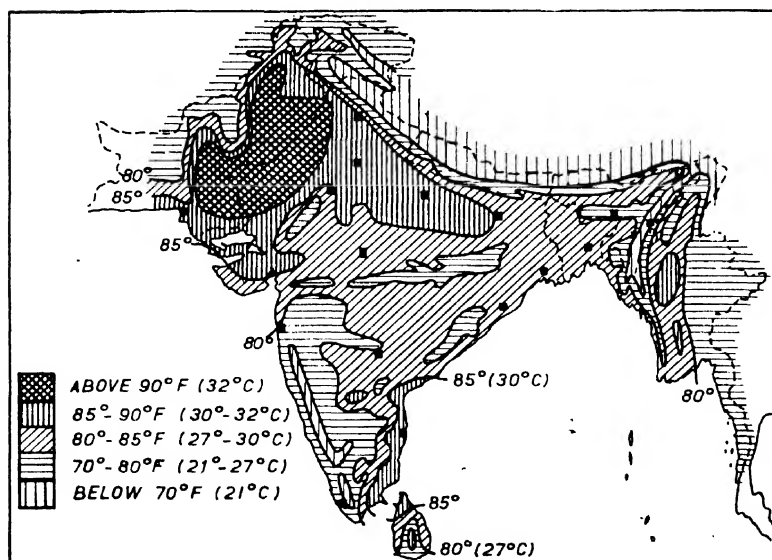 80°
85°
85°
80°
85° (30°C)
80°
ABOVE 90°F (32°C)
85°-90°F (30°-32°C)
80°-85°F (27°-30°C)
70°-80°F (21°-27°C)
BELOW 70°F (21°C)
85°
80° (27°C)